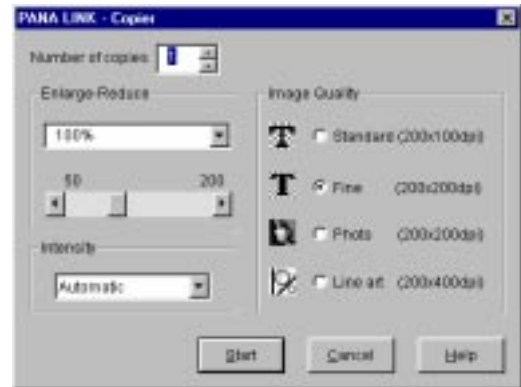 PANA LINK - Copier
Number of copies 1
Enlarge-Reduce
100%
50 200
Intensity
Automatic
Image Quality
Standard (200x100dpi)
Fine (200x200dpi)
Photo (200x200dpi)
Line art (200x400dpi)
Start Cancel Help